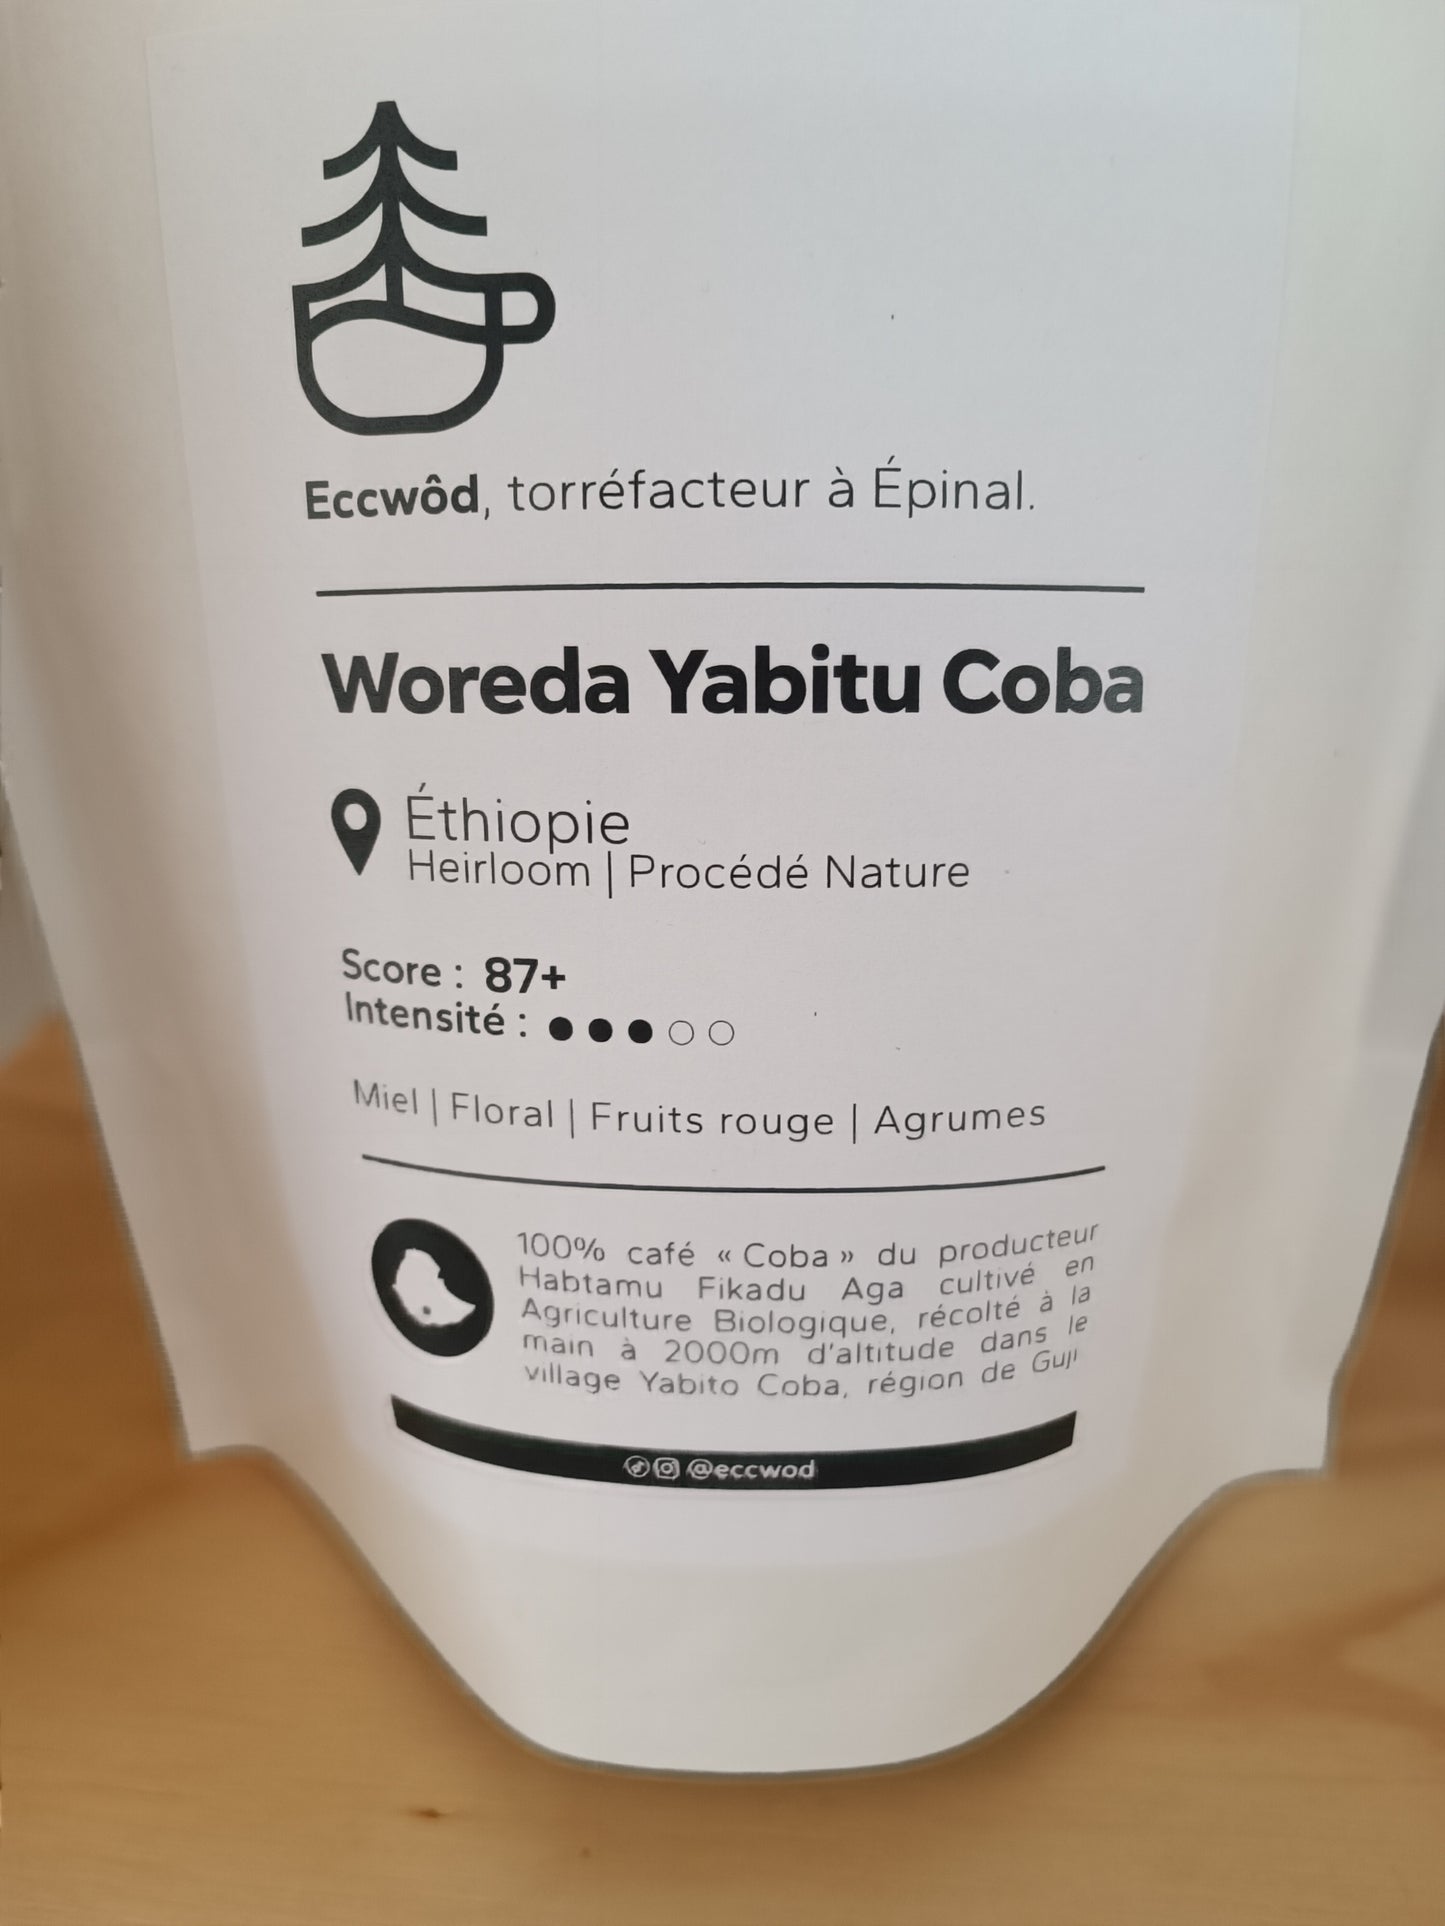 Eccwôd, torréfacteur à Épinal.
Woreda Yabitu Coba
Éthiopie
Heirloom | Procédé Nature
Score : 87+
Intensité : ●●●○○
Miel | Floral | Fruits rouge | Agrumes
100% café « Coba » du producteur
Habtamu Fikadu Aga cultivé en
Agriculture Biologique, récolté à la
main à 2000m d'altitude dans le
village Yabito Coba, région de Guji
@eccwod